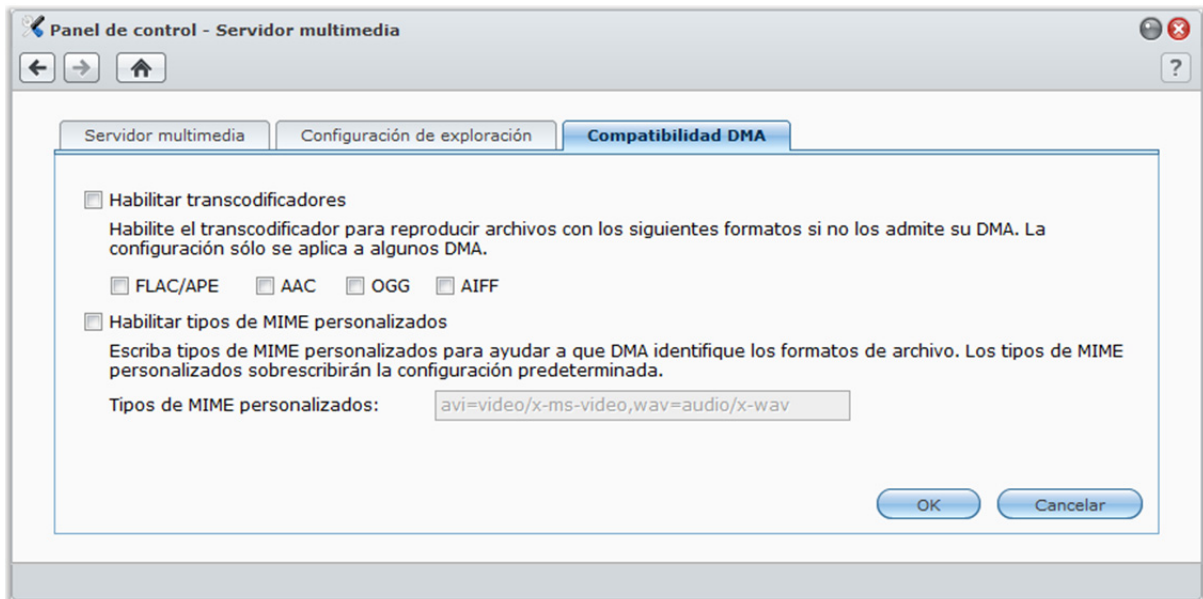 Panel de control - Servidor multimedia
?
Servidor multimedia
Configuración de exploración
Compatibilidad DMA
Habilitar transcodificadores
Habilite el transcodificador para reproducir archivos con los siguientes formatos si no los admite su DMA. La
configuración sólo se aplica a algunos DMA.
FLAC/APE AAC OGG AIFF
Habilitar tipos de MIME personalizados
Escriba tipos de MIME personalizados para ayudar a que DMA identifique los formatos de archivo. Los tipos de MIME
personalizados sobrescribirán la configuración predeterminada.
Tipos de MIME personalizados: avi=video/x-ms-video,wav=audio/x-wav
OK Cancelar